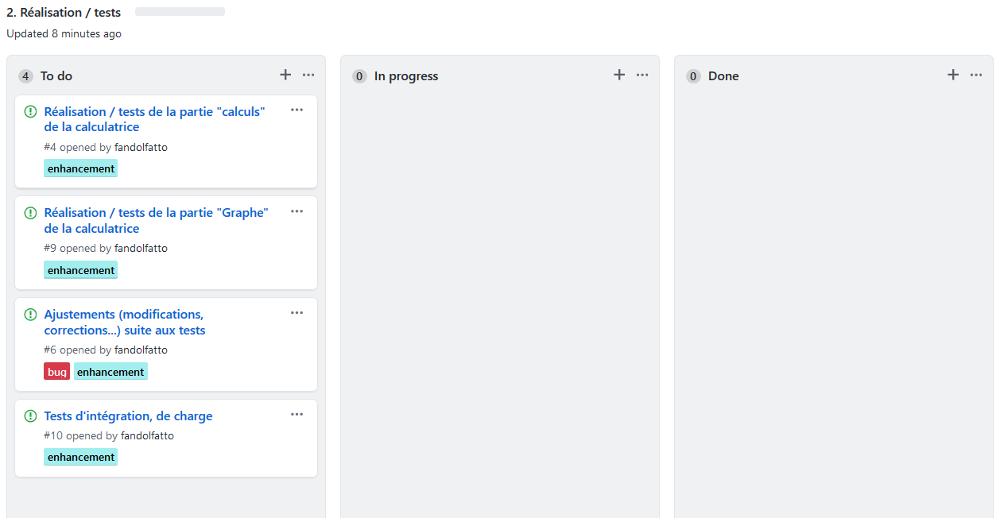 2. Réalisation / tests
Updated 8 minutes ago
4 To do
Réalisation / tests de la partie "calculs"
de la calculatrice
#4 opened by fandolfatto
enhancement
Réalisation / tests de la partie "Graphe"
de la calculatrice
#9 opened by fandolfatto
enhancement
Ajustements (modifications,
corrections...) suite aux tests
#6 opened by fandolfatto
bug enhancement
Tests d'intégration, de charge
#10 opened by fandolfatto
enhancement
0 In progress
0 Done